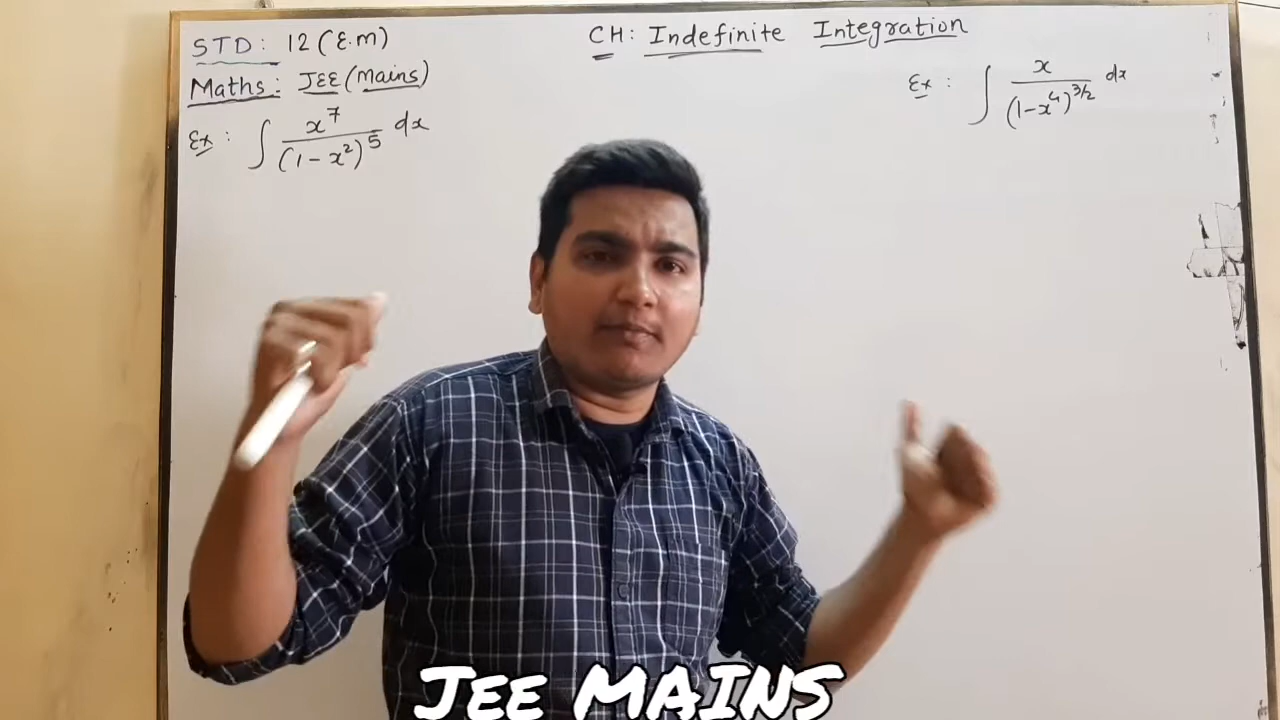 STD: 12 (E.M)
CH: Indefinite Integration
Maths: JEE (Mains)
Ex: ∫ x⁷/(1-x²)⁵ dx
Ex: ∫ x/(1-x⁴)^(3/2) dx
JEE MAINS